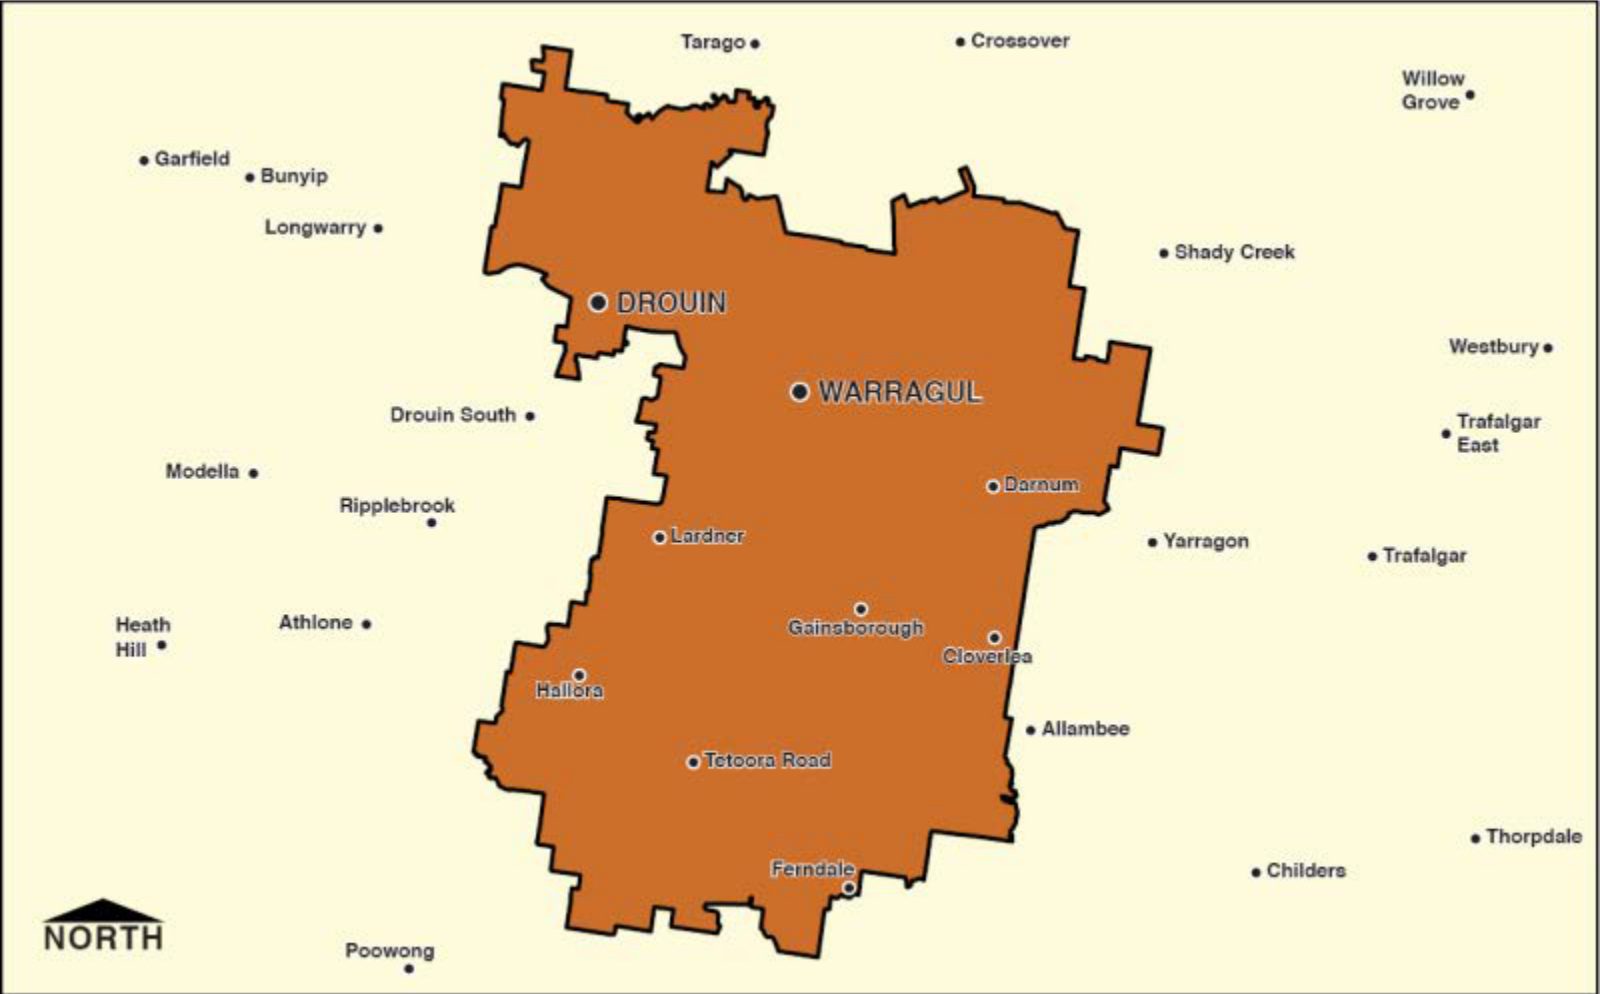 Tarago
Crossover
Willow
Grove
Garfield
Bunyip
Longwarry
Shady Creek
DROUIN
Westbury
WARRAGUL
Drouin South
Trafalgar
East
Modella
Darnum
Ripplebrook
Lardner
Yarragon
Trafalgar
Heath
Hill
Athlone
Gainsborough
Cloverlea
Hallora
Allambee
Tetoora Road
Thorpdale
Ferndale
Childers
NORTH
Poowong